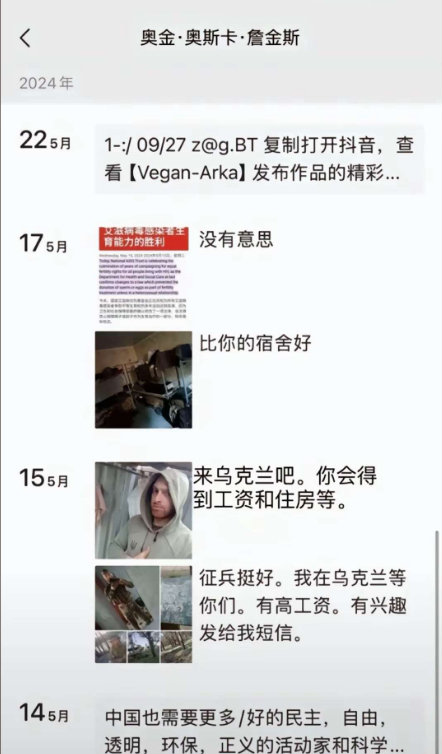 奥金·奥斯卡·詹金斯
2024年
22 5月
1-:/ 09/27 z@g.BT 复制打开抖音，查
看【Vegan-Arka】发布作品的精彩...
17 5月
艾滋病毒感染者生
育能力的胜利
没有意思
比你的宿舍好
15 5月
来乌克兰吧。你会得
到工资和住房等。
征兵挺好。我在乌克兰等
你们。有高工资。有兴趣
发给我短信。
14 5月
中国也需要更多/好的民主，自由，
透明，环保，正义的活动家和科学...